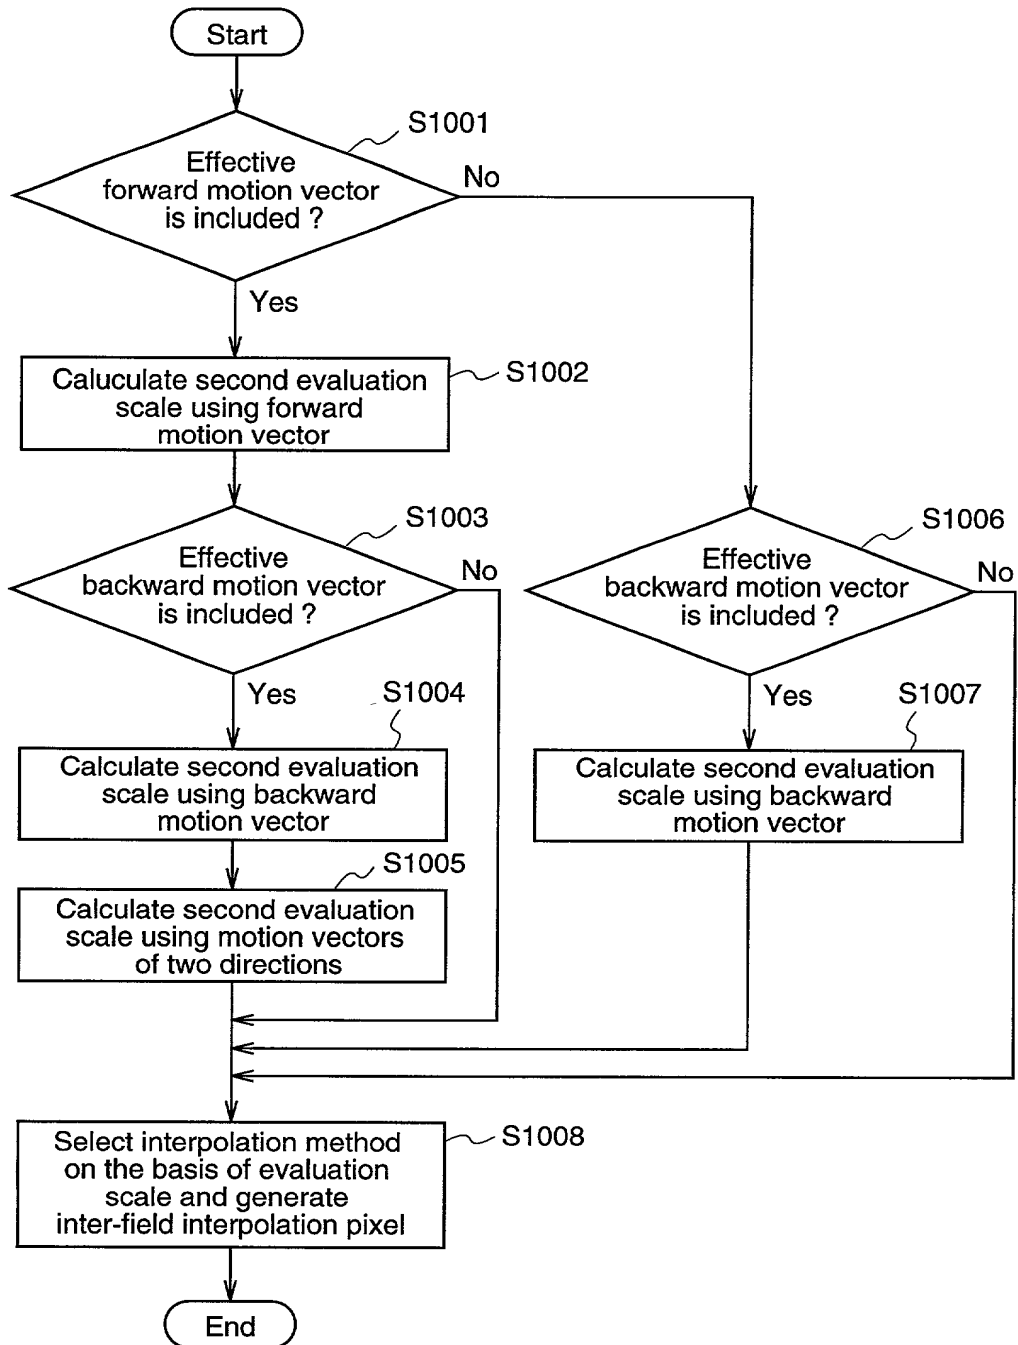 Start
S1001
Effective
forward motion vector
is included ?
No
Yes
Caluculate second evaluation
scale using forward
motion vector
S1002
S1003
Effective
backward motion vector
is included ?
No
Yes
S1004
Calculate second evaluation
scale using backward
motion vector
S1005
Calculate second evaluation
scale using motion vectors
of two directions
S1006
Effective
backward motion vector
is included ?
No
Yes
S1007
Calculate second evaluation
scale using backward
motion vector
Select interpolation method
on the basis of evaluation
scale and generate
inter-field interpolation pixel
S1008
End